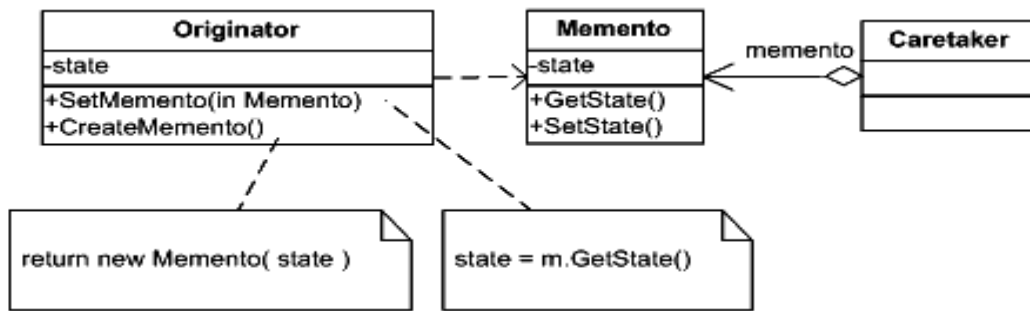 Originator
-state
+SetMemento(in Memento)
+CreateMemento()
Memento
-state
+GetState()
+SetState()
memento
Caretaker
return new Memento( state )
state = m.GetState()